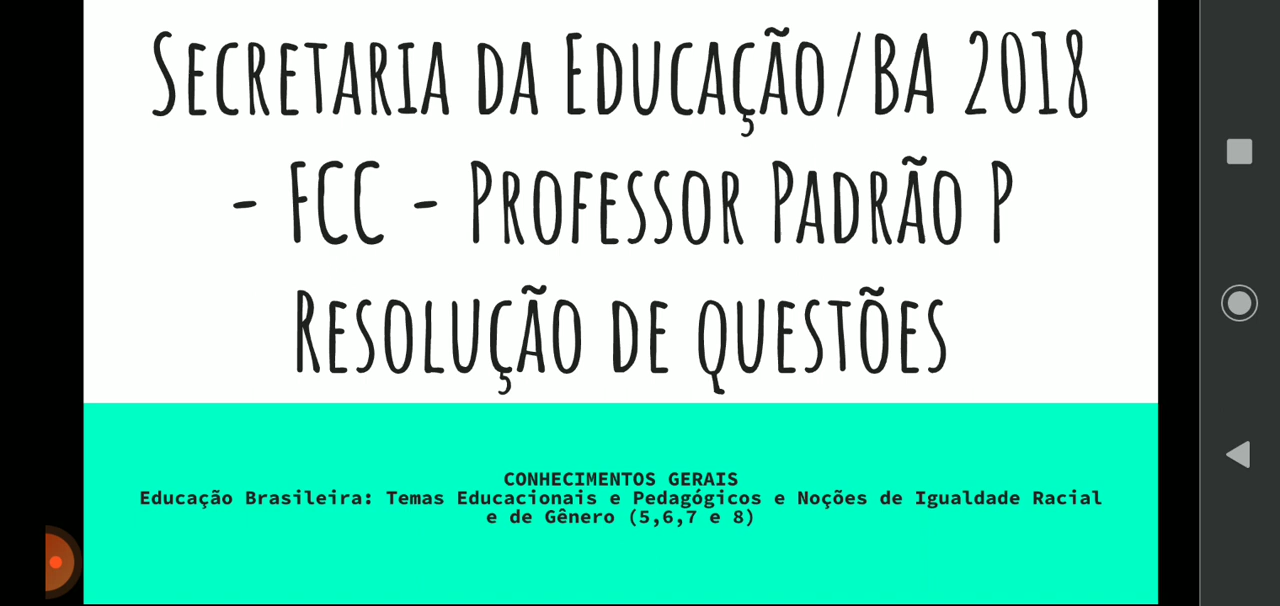 Secretaria da Educação/BA 2018
- FCC - Professor Padrão P
Resolução de questões
CONHECIMENTOS GERAIS
Educação Brasileira: Temas Educacionais e Pedagógicos e Noções de Igualdade Racial
e de Gênero (5,6,7 e 8)